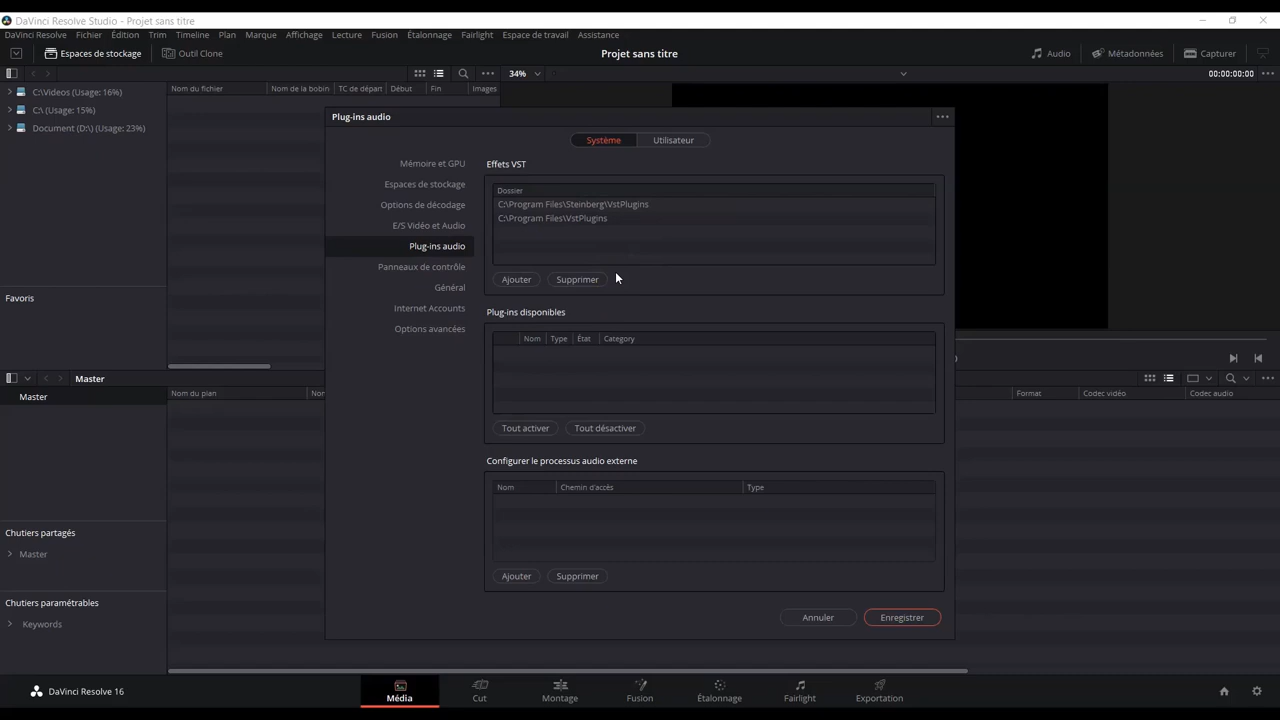 DaVinci Resolve Studio - Projet sans titre
DaVinci Resolve Fichier Édition Trim Timeline Plan Marque Affichage Lecture Fusion Étalonnage Fairlight Espace de travail Assistance
Espaces de stockage Outil Clone Projet sans titre Audio Métadonnées Capturer
34% 00:00:00:00
C:\Videos (Usage: 16%)
C:\ (Usage: 15%)
Document (D:\) (Usage: 23%)
Nom du fichier Nom de la bobin TC de départ Début Fin Images
Favoris
Plug-ins audio
Système Utilisateur
Mémoire et GPU
Espaces de stockage
Options de décodage
E/S Vidéo et Audio
Plug-ins audio
Panneaux de contrôle
Général
Internet Accounts
Options avancées
Effets VST
Dossier
C:\Program Files\Steinberg\VstPlugins
C:\Program Files\VstPlugins
Ajouter Supprimer
Plug-ins disponibles
Nom Type État Category
Tout activer Tout désactiver
Configurer le processus audio externe
Nom Chemin d'accès Type
Ajouter Supprimer
Annuler Enregistrer
Master
Master
Nom du plan Non Format Codec vidéo Codec audio
Chutiers partagés
Master
Chutiers paramétrables
Keywords
DaVinci Resolve 16
Média Cut Montage Fusion Étalonnage Fairlight Exportation